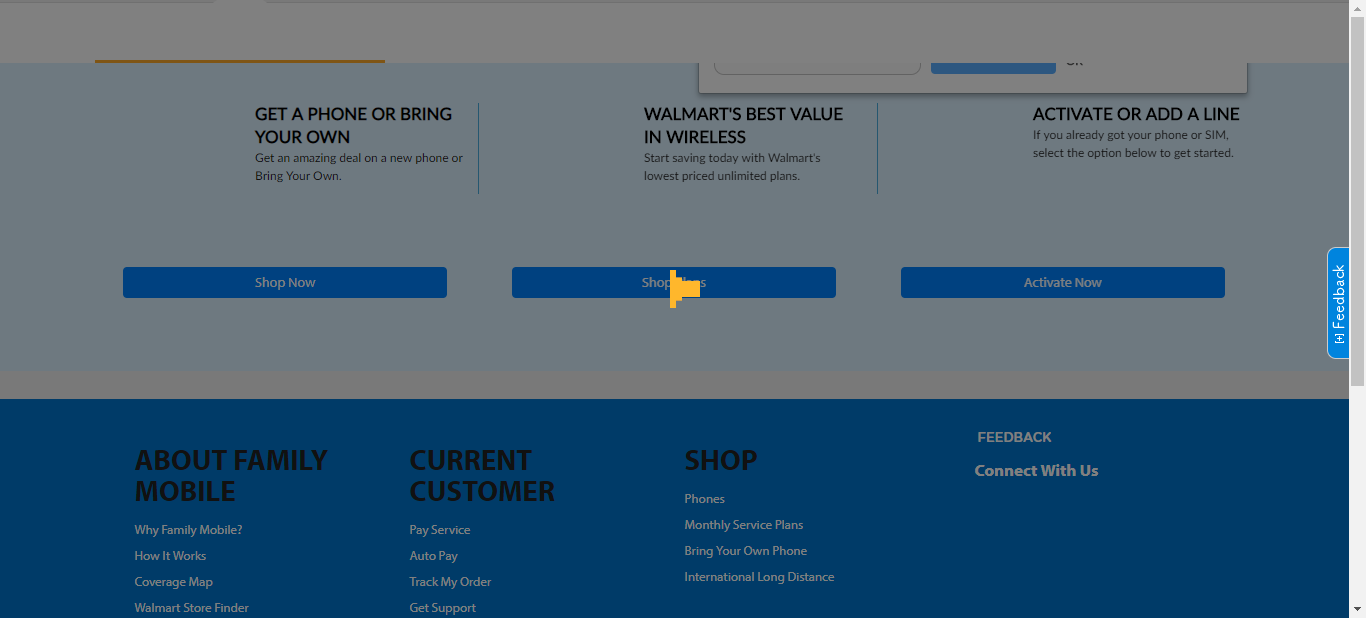 GET A PHONE OR BRING
YOUR OWN
Get an amazing deal on a new phone or
Bring Your Own.
WALMART'S BEST VALUE
IN WIRELESS
Start saving today with Walmart's
lowest priced unlimited plans.
ACTIVATE OR ADD A LINE
If you already got your phone or SIM,
select the option below to get started.
Shop Now
Shop
Activate Now
[+] Feedback
ABOUT FAMILY
MOBILE
Why Family Mobile?
How It Works
Coverage Map
Walmart Store Finder
CURRENT
CUSTOMER
Pay Service
Auto Pay
Track My Order
Get Support
SHOP
Phones
Monthly Service Plans
Bring Your Own Phone
International Long Distance
FEEDBACK
Connect With Us